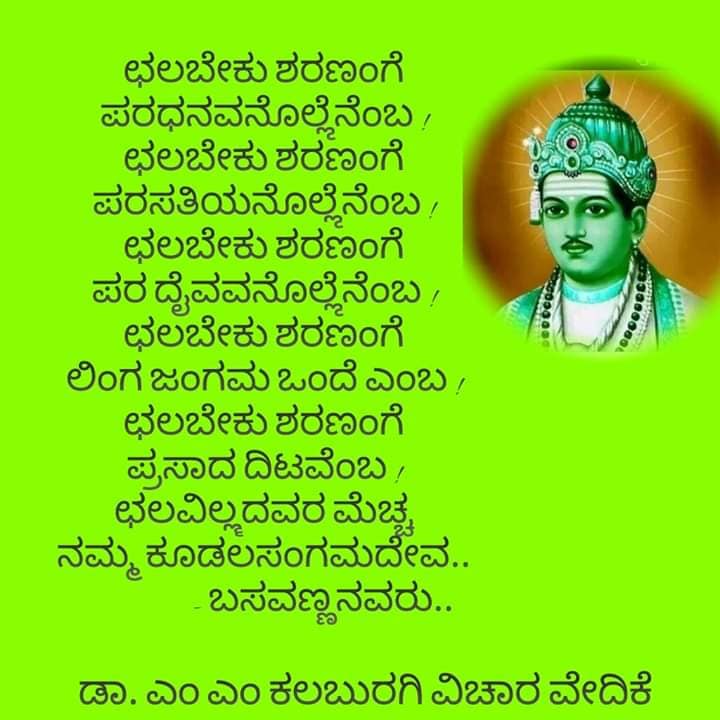 ಛಲಬೇಕು ಶರಣಂಗೆ
ಪರಧನವನೊಲ್ಲೆನೆಂಬ /
ಛಲಬೇಕು ಶರಣಂಗೆ
ಪರಸತಿಯನೊಲ್ಲೆನೆಂಬ /
ಛಲಬೇಕು ಶರಣಂಗೆ
ಪರ ದೈವವನೊಲ್ಲೆನೆಂಬ /
ಛಲಬೇಕು ಶರಣಂಗೆ
ಲಿಂಗ ಜಂಗಮ ಒಂದೆ ಎಂಬ /
ಛಲಬೇಕು ಶರಣಂಗೆ
ಪ್ರಸಾದ ದಿಟವೆಂಬ /
ಛಲವಿಲ್ಲದವರ ಮೆಚ್ಚ
ನಮ್ಮ ಕೂಡಲಸಂಗಮದೇವ..
- ಬಸವಣ್ಣನವರು..
ಡಾ. ಎಂ ಎಂ ಕಲಬುರಗಿ ವಿಚಾರ ವೇದಿಕೆ